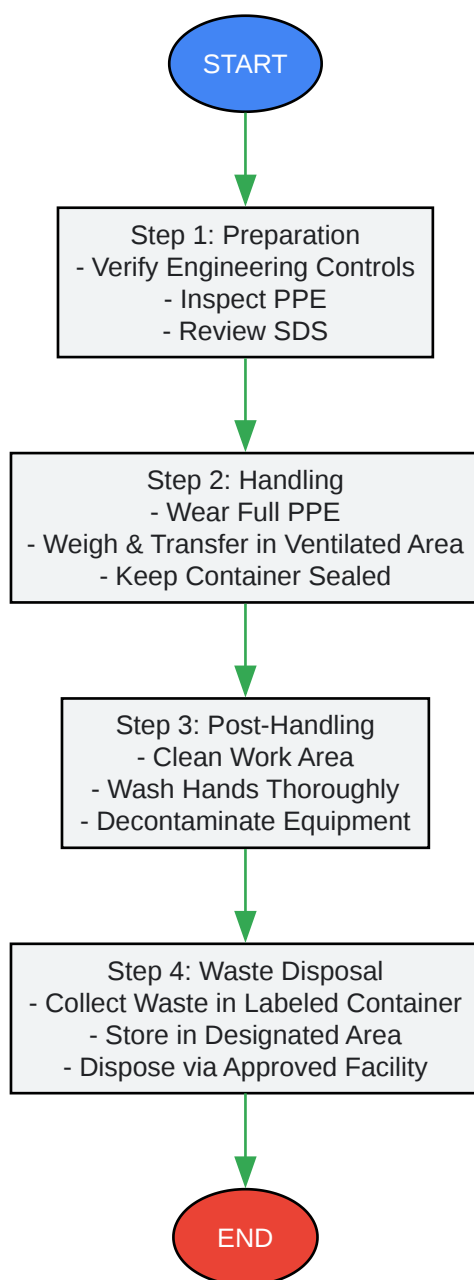 START
Step 1: Preparation
- Verify Engineering Controls
- Inspect PPE
- Review SDS
Step 2: Handling
- Wear Full PPE
- Weigh & Transfer in Ventilated Area
- Keep Container Sealed
Step 3: Post-Handling
- Clean Work Area
- Wash Hands Thoroughly
- Decontaminate Equipment
Step 4: Waste Disposal
- Collect Waste in Labeled Container
- Store in Designated Area
- Dispose via Approved Facility
END